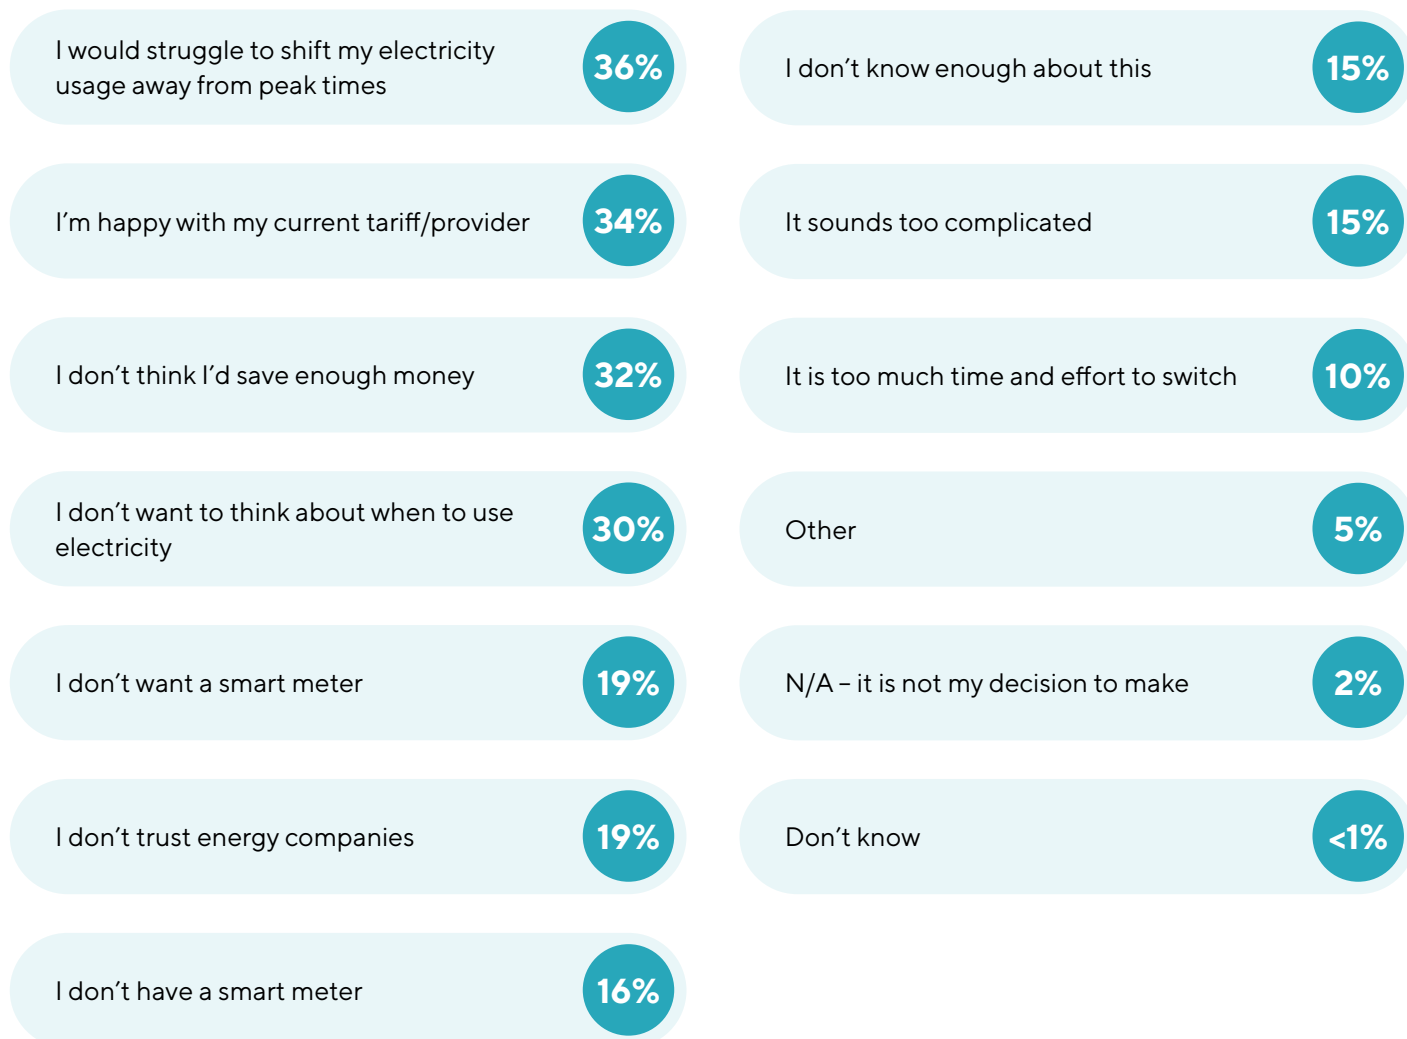 I would struggle to shift my electricity
usage away from peak times
36%
I’m happy with my current tariff/provider
34%
I don’t think I’d save enough money
32%
I don’t want to think about when to use
electricity
30%
I don’t want a smart meter
19%
I don’t trust energy companies
19%
I don’t have a smart meter
16%
I don’t know enough about this
15%
It sounds too complicated
15%
It is too much time and effort to switch
10%
Other
5%
N/A – it is not my decision to make
2%
Don’t know
<1%